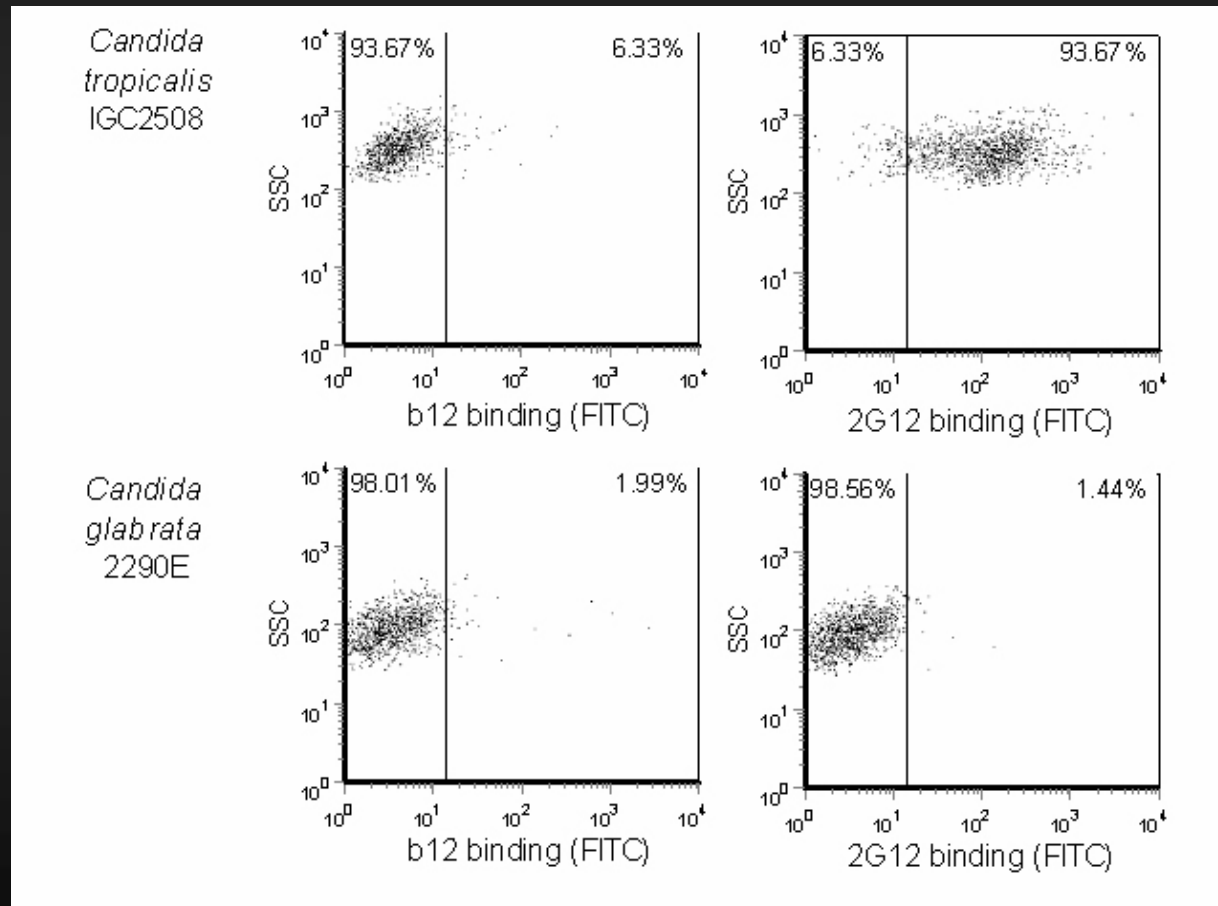 Candida
tropicalis
IGC2508
93.67% 6.33%
10⁴
10³
10²
10¹
10⁰
SSC
10⁰ 10¹ 10² 10³ 10⁴
b12 binding (FITC)
6.33% 93.67%
10⁴
10³
10²
10¹
10⁰
SSC
10⁰ 10¹ 10² 10³ 10⁴
2G12 binding (FITC)
Candida
glabrata
2290E
98.01% 1.99%
10⁴
10³
10²
10¹
10⁰
SSC
10⁰ 10¹ 10² 10³ 10⁴
b12 binding (FITC)
98.56% 1.44%
10⁴
10³
10²
10¹
10⁰
SSC
10⁰ 10¹ 10² 10³ 10⁴
2G12 binding (FITC)